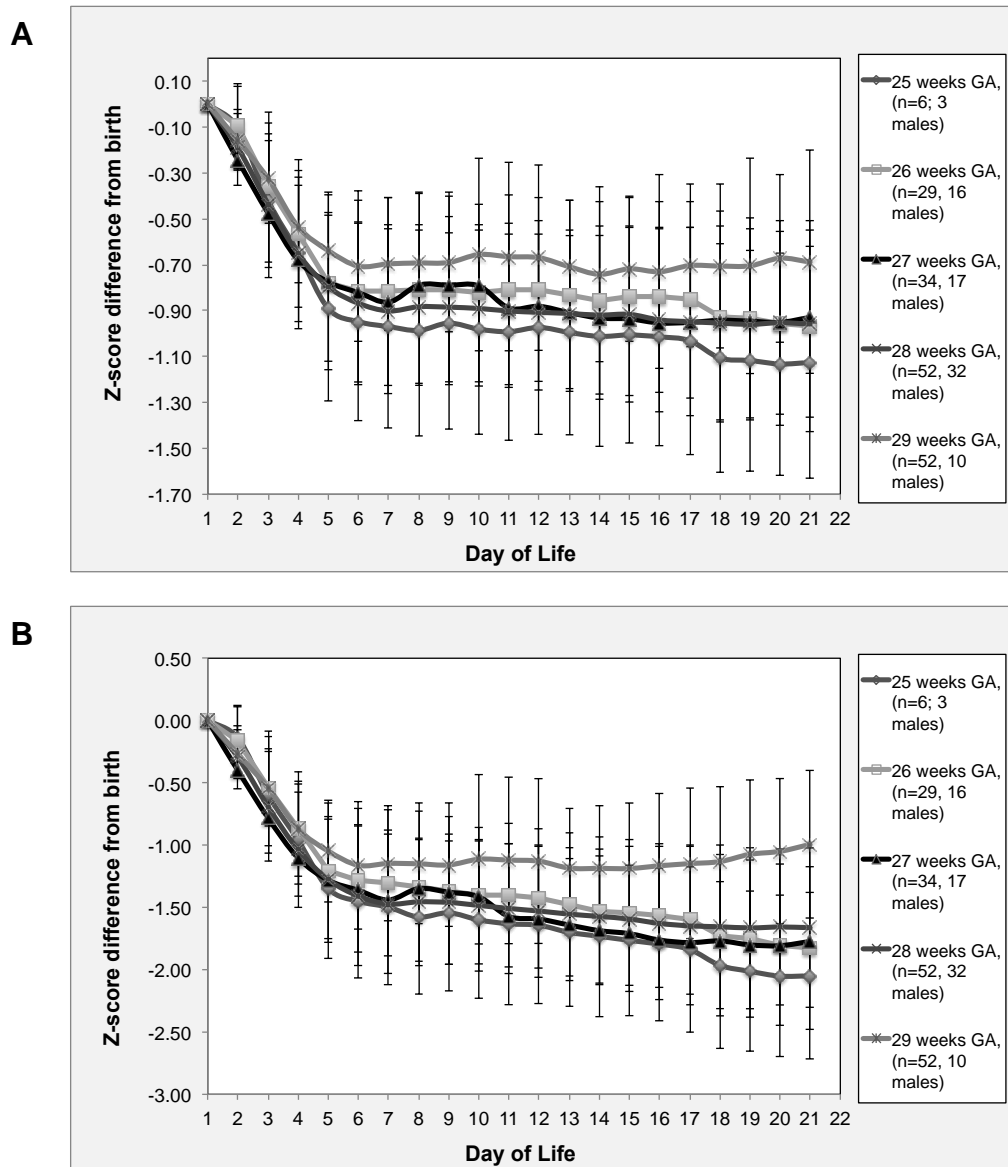 A
Z-score difference from birth
0.10
-0.10
-0.30
-0.50
-0.70
-0.90
-1.10
-1.30
-1.50
-1.70
1 2 3 4 5 6 7 8 9 10 11 12 13 14 15 16 17 18 19 20 21 22
Day of Life
25 weeks GA,
(n=6; 3
males)
26 weeks GA,
(n=29, 16
males)
27 weeks GA,
(n=34, 17
males)
28 weeks GA,
(n=52, 32
males)
29 weeks GA,
(n=52, 10
males)
B
Z-score difference from birth
0.50
0.00
-0.50
-1.00
-1.50
-2.00
-2.50
-3.00
1 2 3 4 5 6 7 8 9 10 11 12 13 14 15 16 17 18 19 20 21 22
Day of Life
25 weeks GA,
(n=6; 3
males)
26 weeks GA,
(n=29, 16
males)
27 weeks GA,
(n=34, 17
males)
28 weeks GA,
(n=52, 32
males)
29 weeks GA,
(n=52, 10
males)